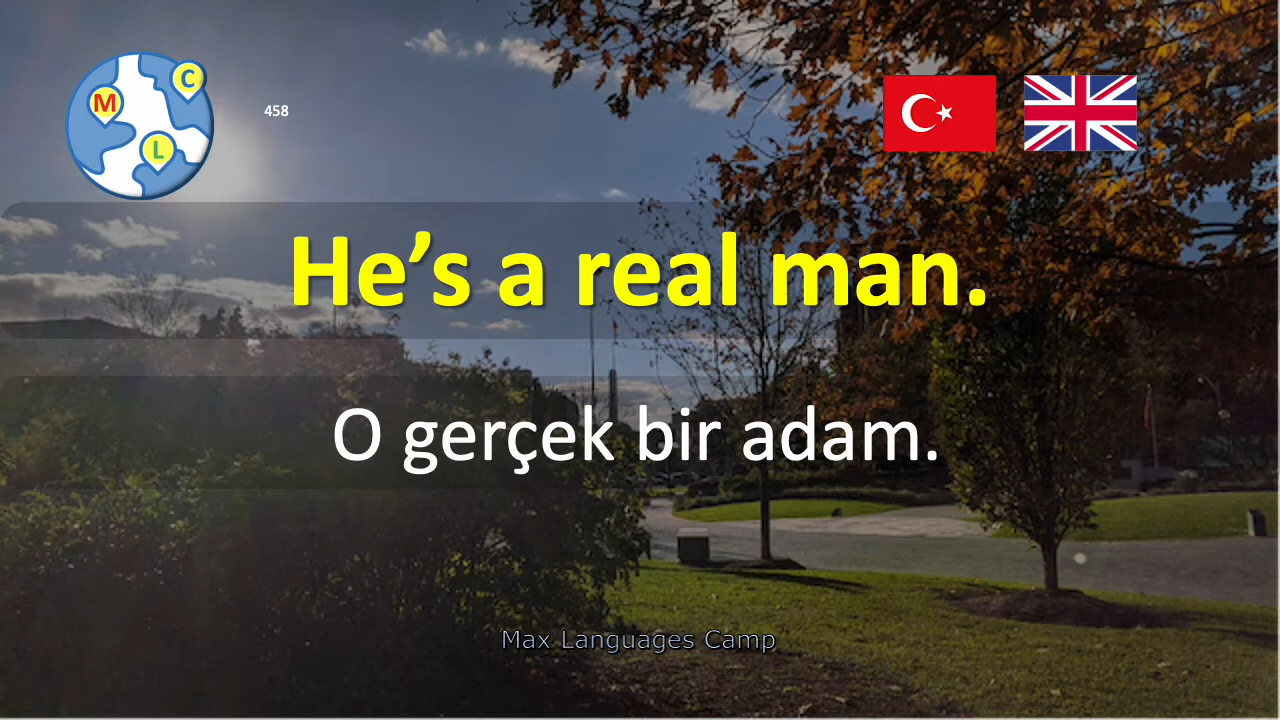 M
C
L
458
He’s a real man.
O gerçek bir adam.
Max Languages Camp